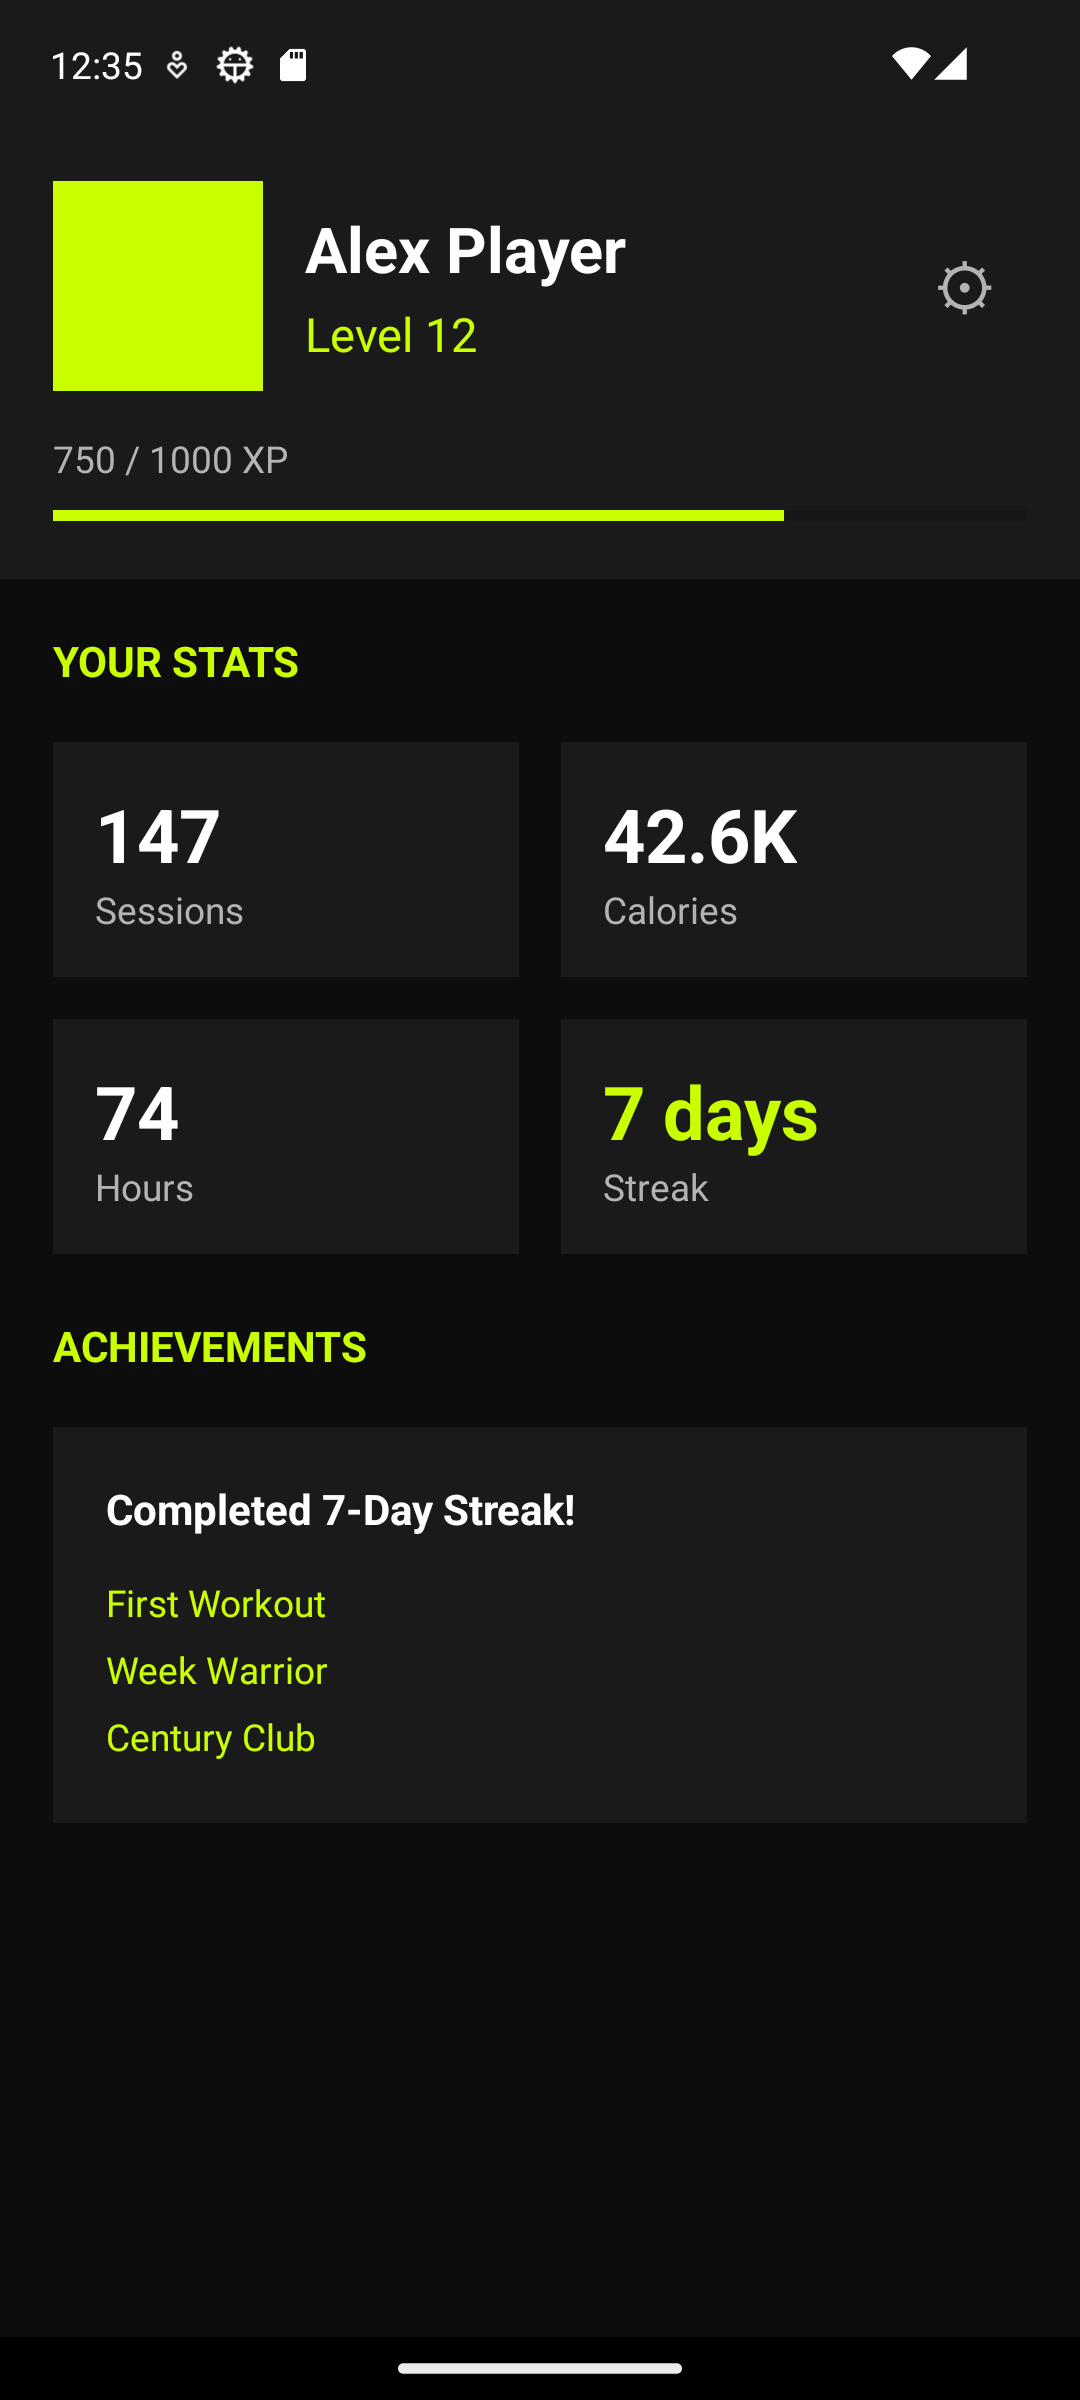 12:35
Alex Player
Level 12
750 / 1000 XP
YOUR STATS
147
Sessions
42.6K
Calories
74
Hours
7 days
Streak
ACHIEVEMENTS
Completed 7-Day Streak!
First Workout
Week Warrior
Century Club